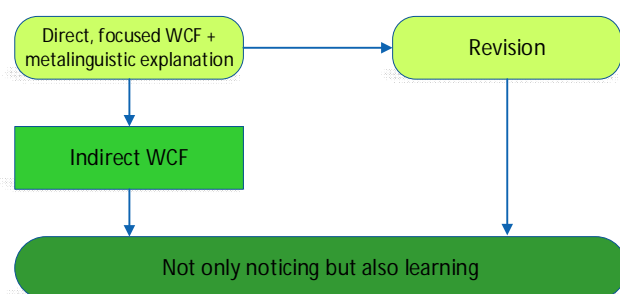 Direct, focused WCF +
metalinguistic explanation
Revision
Indirect WCF
Not only noticing but also learning